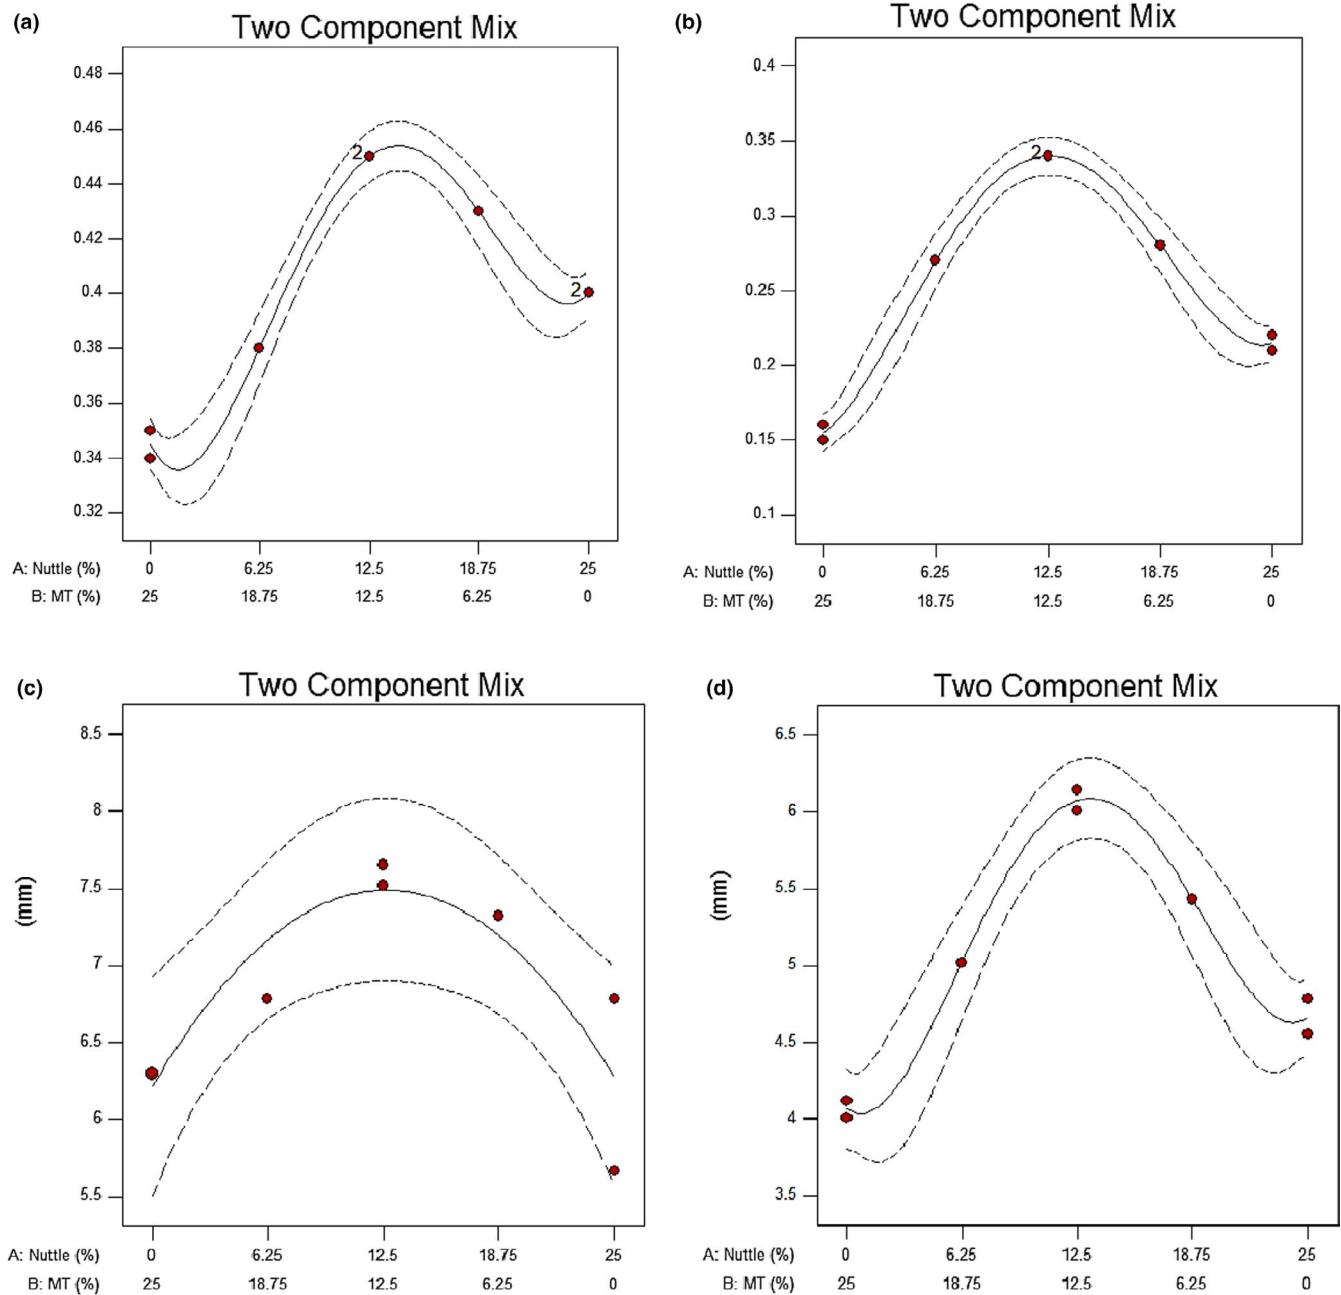 (a)
Two Component Mix
0.48
0.46
0.44
0.42
0.4
0.38
0.36
0.34
0.32
2
2
A: Nuttle (%) 0 6.25 12.5 18.75 25
B: MT (%) 25 18.75 12.5 6.25 0
(b)
Two Component Mix
0.4
0.35
0.3
0.25
0.2
0.15
0.1
2
A: Nuttle (%) 0 6.25 12.5 18.75 25
B: MT (%) 25 18.75 12.5 6.25 0
(c)
Two Component Mix
(mm)
8.5
8
7.5
7
6.5
6
5.5
A: Nuttle (%) 0 6.25 12.5 18.75 25
B: MT (%) 25 18.75 12.5 6.25 0
(d)
Two Component Mix
(mm)
6.5
6
5.5
5
4.5
4
3.5
A: Nuttle (%) 0 6.25 12.5 18.75 25
B: MT (%) 25 18.75 12.5 6.25 0